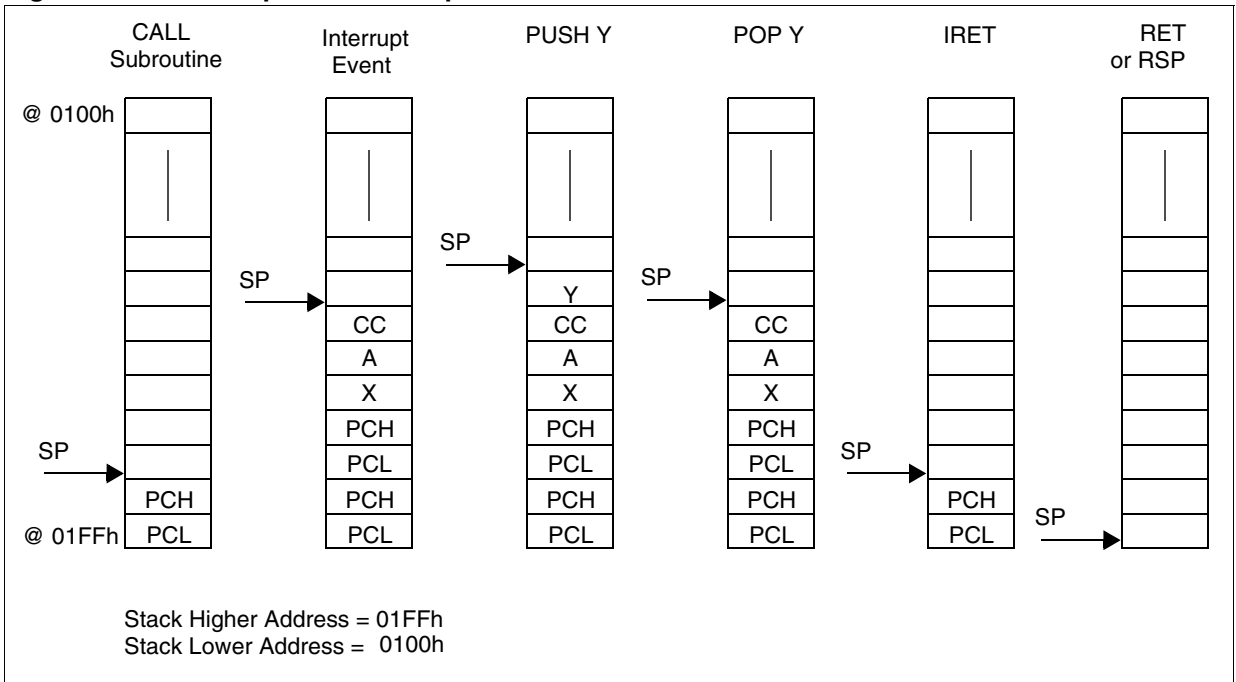 CALL Subroutine
Interrupt Event
PUSH Y
POP Y
IRET
RET or RSP
@ 0100h
SP
SP
SP
Y
CC
CC
CC
A
A
A
X
X
X
PCH
PCH
PCH
SP
SP
PCL
PCL
PCL
PCH
PCH
PCH
PCH
PCH
SP
@ 01FFh
PCL
PCL
PCL
PCL
PCL
Stack Higher Address = 01FFh
Stack Lower Address = 0100h